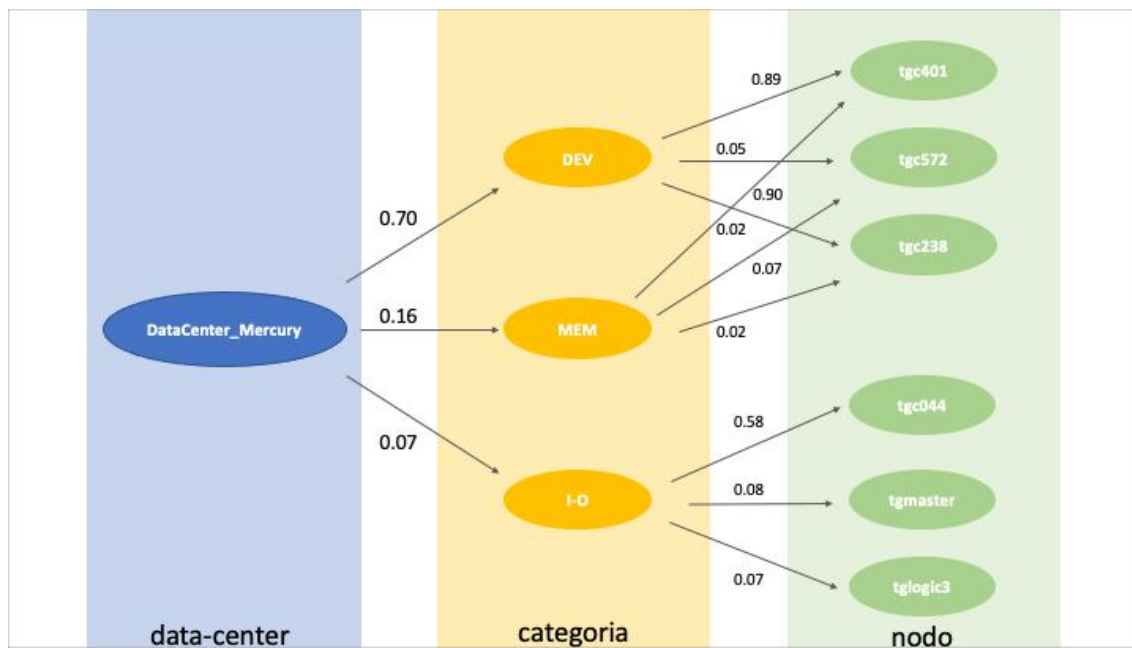 tgc401
0.89
DEV
0.05
tgc572
0.90
0.70
0.02
tgc238
0.07
DataCenter_Mercury
0.16
MEM
0.02
tgc044
0.58
0.07
I-O
0.08
tgmaster
0.07
tglogic3
data-center
categoria
nodo